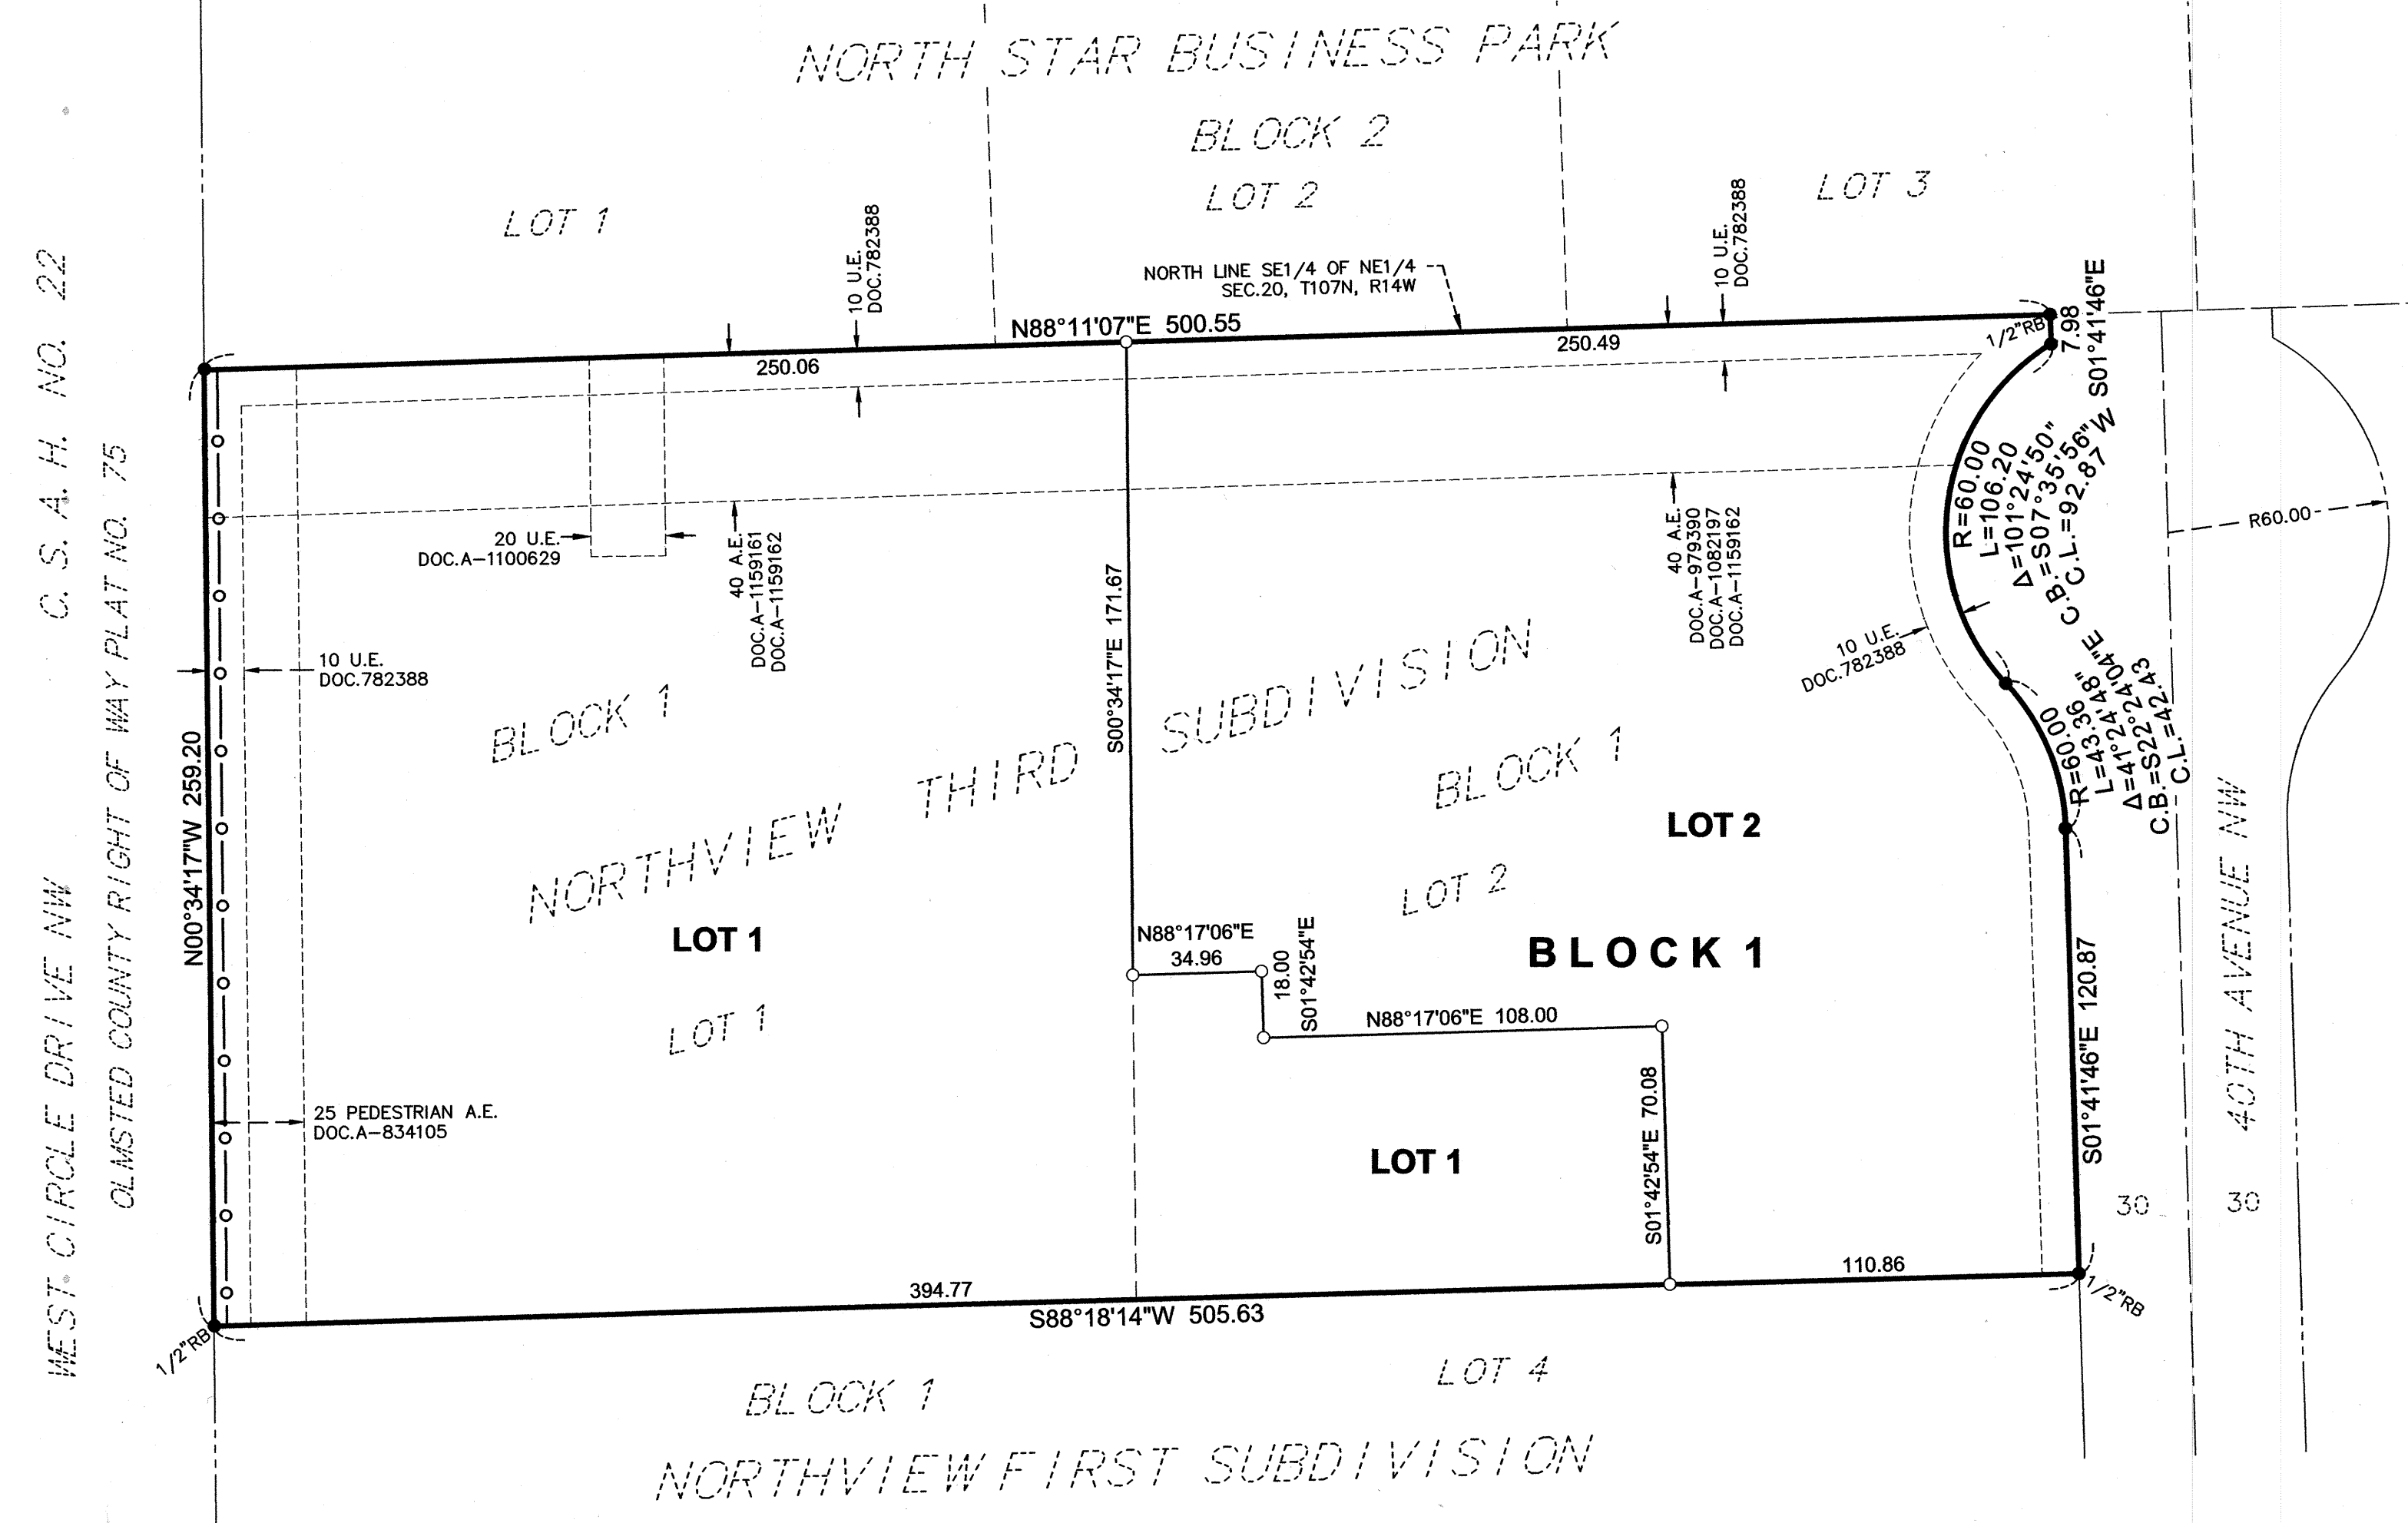 NORTH STAR BUSINESS PARK
BLOCK 2
LOT 1
LOT 2
LOT 3
10 U.E.
DOC.782388
NORTH LINE SE1/4 OF NE1/4
SEC.20, T107N, R14W
10 U.E.
DOC.782388
N88°11'07"E 500.55
250.06
250.49
1/2"RB
7.98
S01°41'46"E
C. S. A. H. NO. 22
WEST CIRCLE DRIVE NW
OLMSTED COUNTY RIGHT OF WAY PLAT NO. 75
N00°34'17"W 259.20
20 U.E.
DOC.A-1100629
40 A.E.
DOC.A-1159161
DOC.A-1159162
S00°34'17"E 171.67
40 A.E.
DOC.A-979390
DOC.A-1082197
DOC.A-1159162
R=60.00
L=106.20
Δ=101°24'50"
C.B.=S07°35'56"W
C.L.=92.87
R60.00
10 U.E.
DOC.782388
10 U.E.
DOC.782388
R=60.00
L=43.36
Δ=41°24'48"
C.B.=S22°24'04"E
C.L.=42.43
BLOCK 1
NORTHVIEW THIRD SUBDIVISION
BLOCK 1
LOT 2
LOT 2
LOT 1
BLOCK 1
LOT 1
N88°17'06"E
34.96
18.00
S01°42'54"E
N88°17'06"E 108.00
S01°42'54"E 70.08
LOT 1
25 PEDESTRIAN A.E.
DOC.A-834105
S01°41'46"E 120.87
40TH AVENUE NW
30
30
394.77
110.86
S88°18'14"W 505.63
1/2"RB
1/2"RB
BLOCK 1
LOT 4
NORTHVIEW FIRST SUBDIVISION